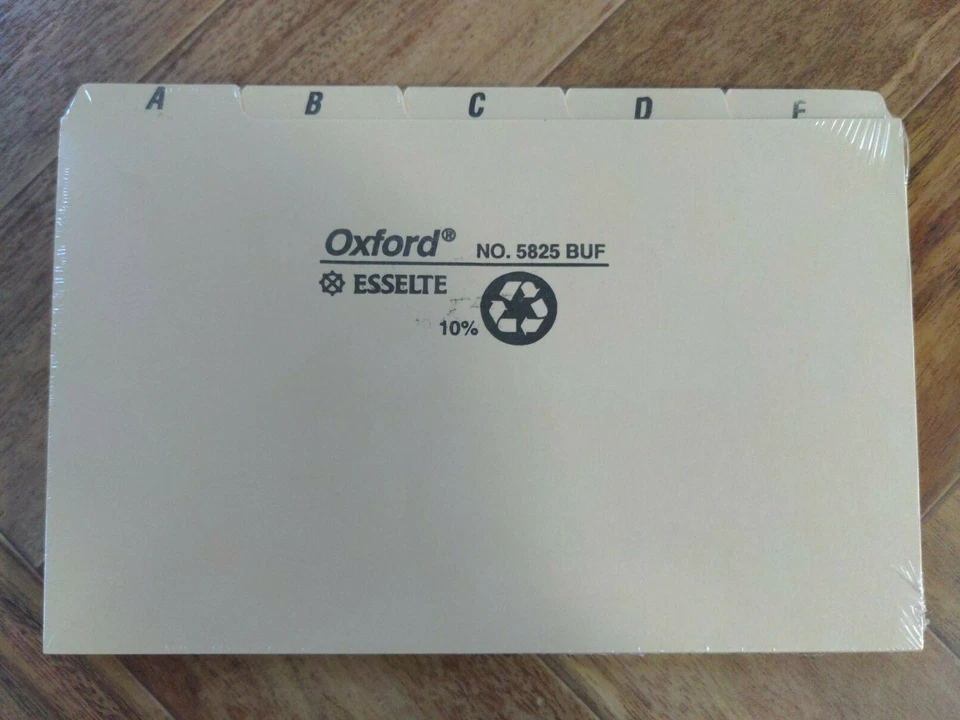 A B C D E
Oxford® NO. 5825 BUF
ESSELTE
10%